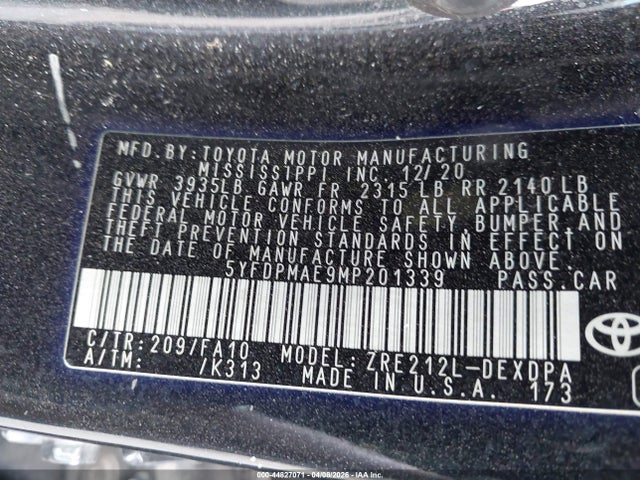 MFD.BY:TOYOTA MOTOR MANUFACTURING
MISSISSIPPI INC. 12/20
GVWR 3935LB GAWR FR 2315LB RR 2140LB
THIS VEHICLE CONFORMS TO ALL APPLICABLE
FEDERAL MOTOR VEHICLE SAFETY,BUMPER,AND
THEFT PREVENTION STANDARDS IN EFFECT ON
THE DATE OF MANUFACTURE SHOWN ABOVE.
5YFDPMAE9MP201339 PASS.CAR
C/TR:209/FA10 MODEL:ZRE212L-DEXDPA
A/TM: /K313 MADE IN U.S.A. 173
000-44827071 - 04/08/2026 - IAA Holdings, LLC